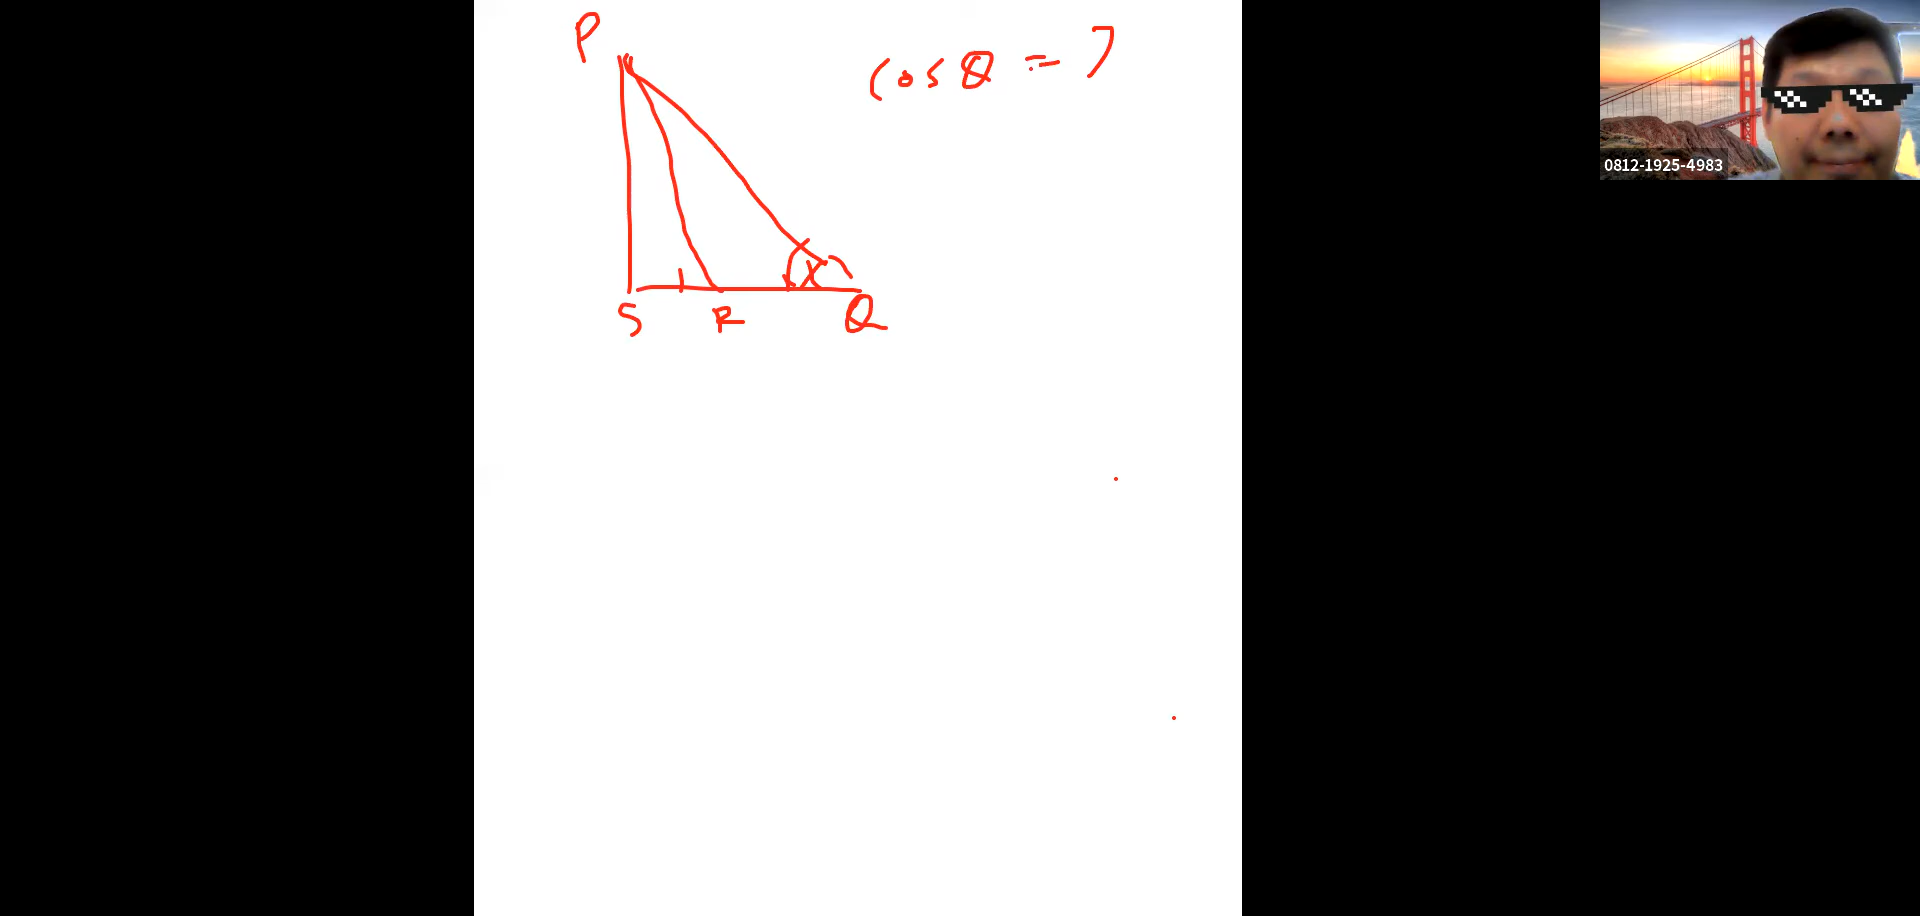 P
cos Q = ?
x
S R Q
0812-1925-4983